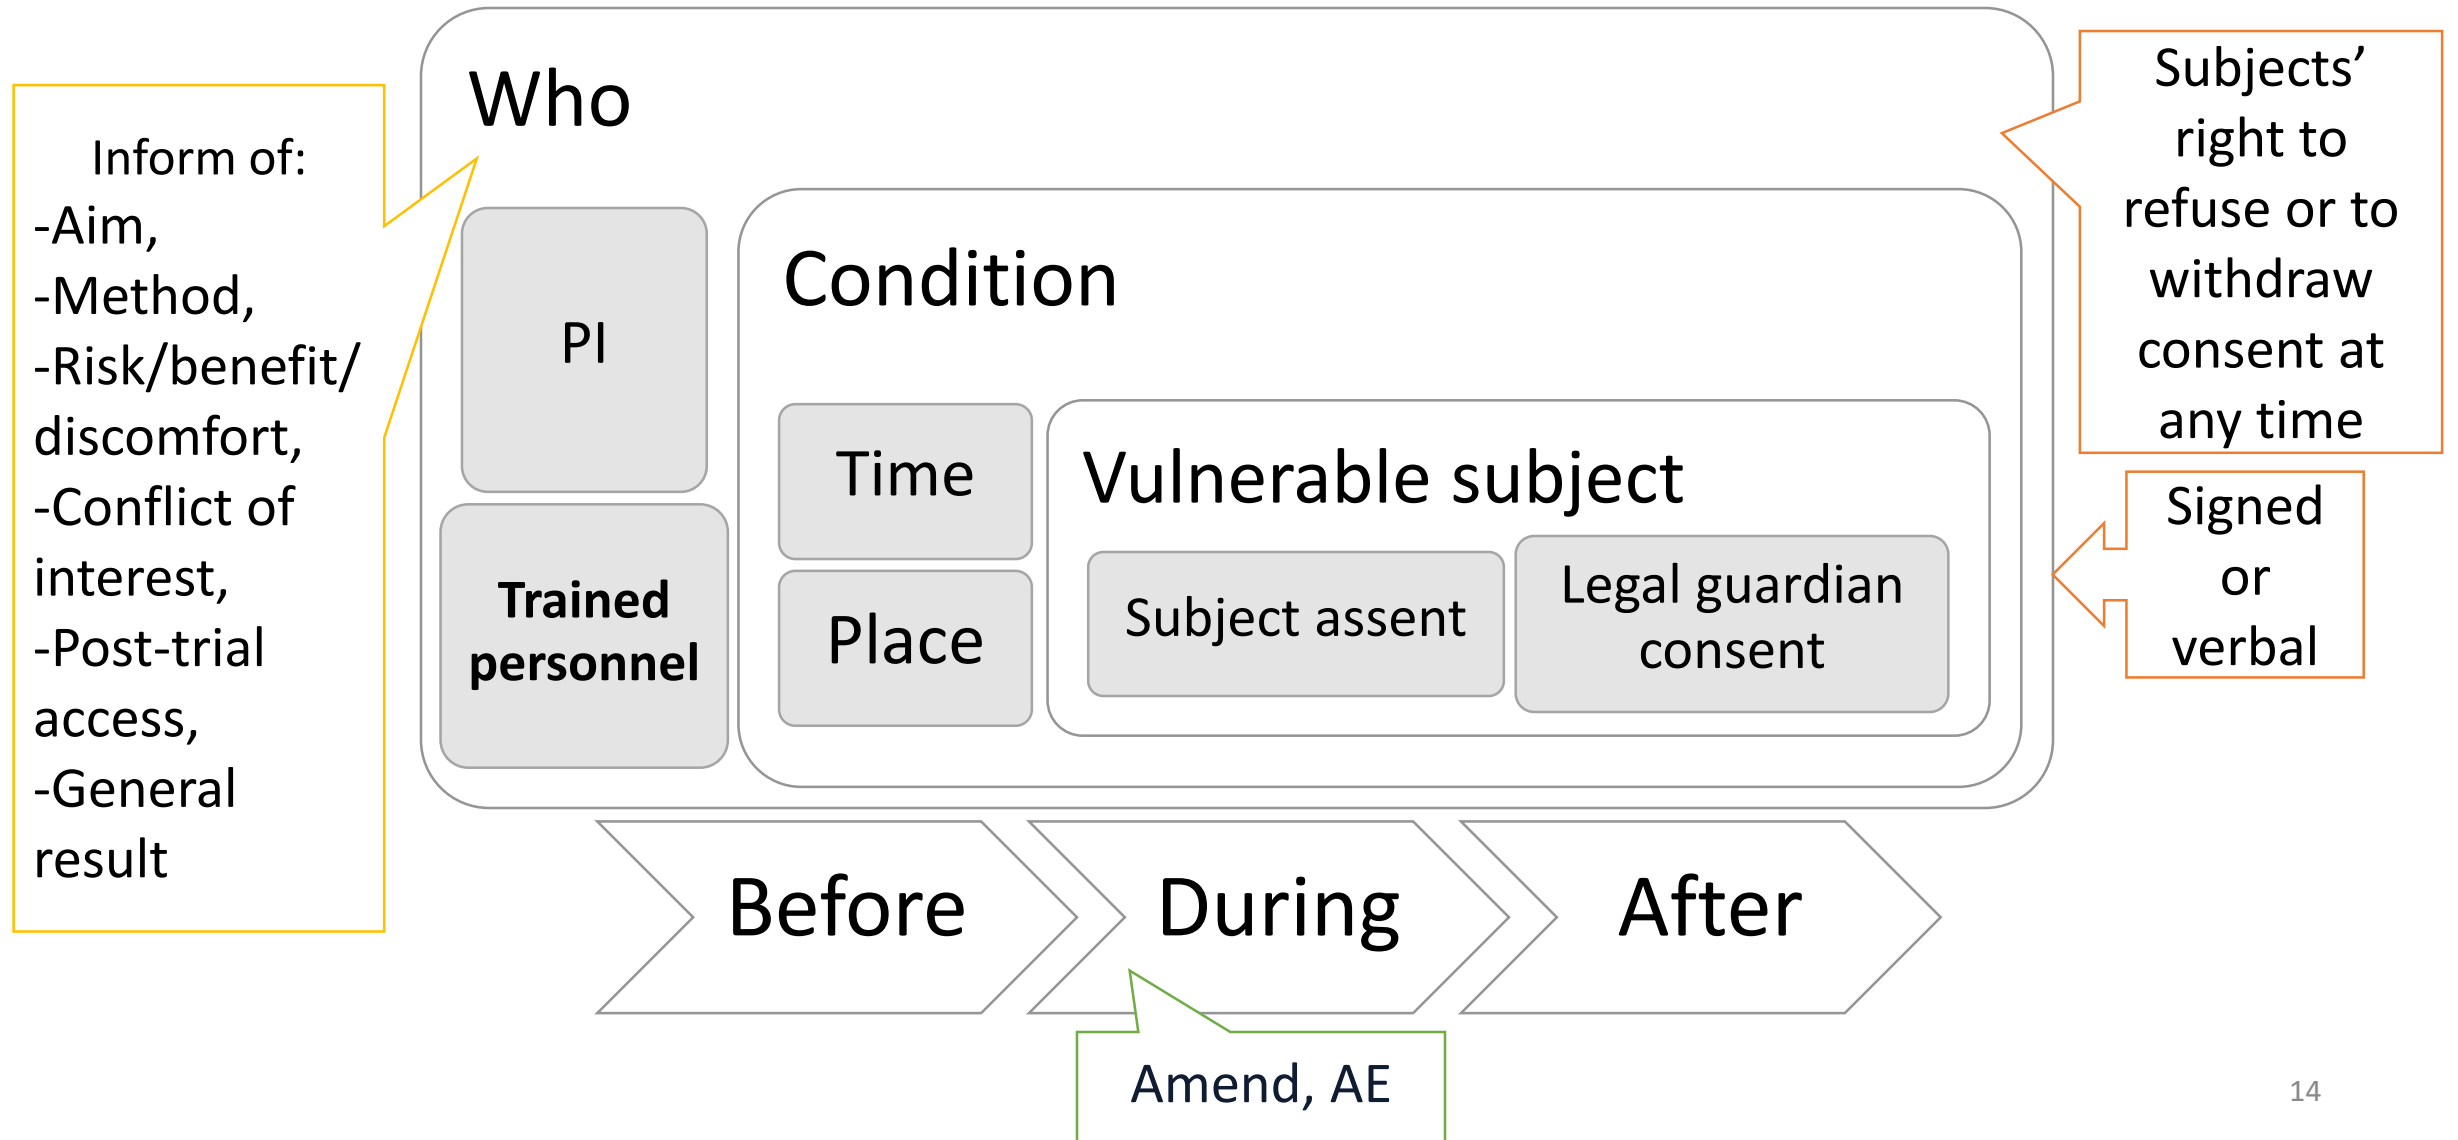 Inform of:
-Aim,
-Method,
-Risk/benefit/
discomfort,
-Conflict of
interest,
-Post-trial
access,
-General
result
Who
PI
Trained
personnel
Condition
Time
Place
Vulnerable subject
Subject assent
Legal guardian
consent
Subjects’
right to
refuse or to
withdraw
consent at
any time
Signed
or
verbal
Before
During
After
Amend, AE
14